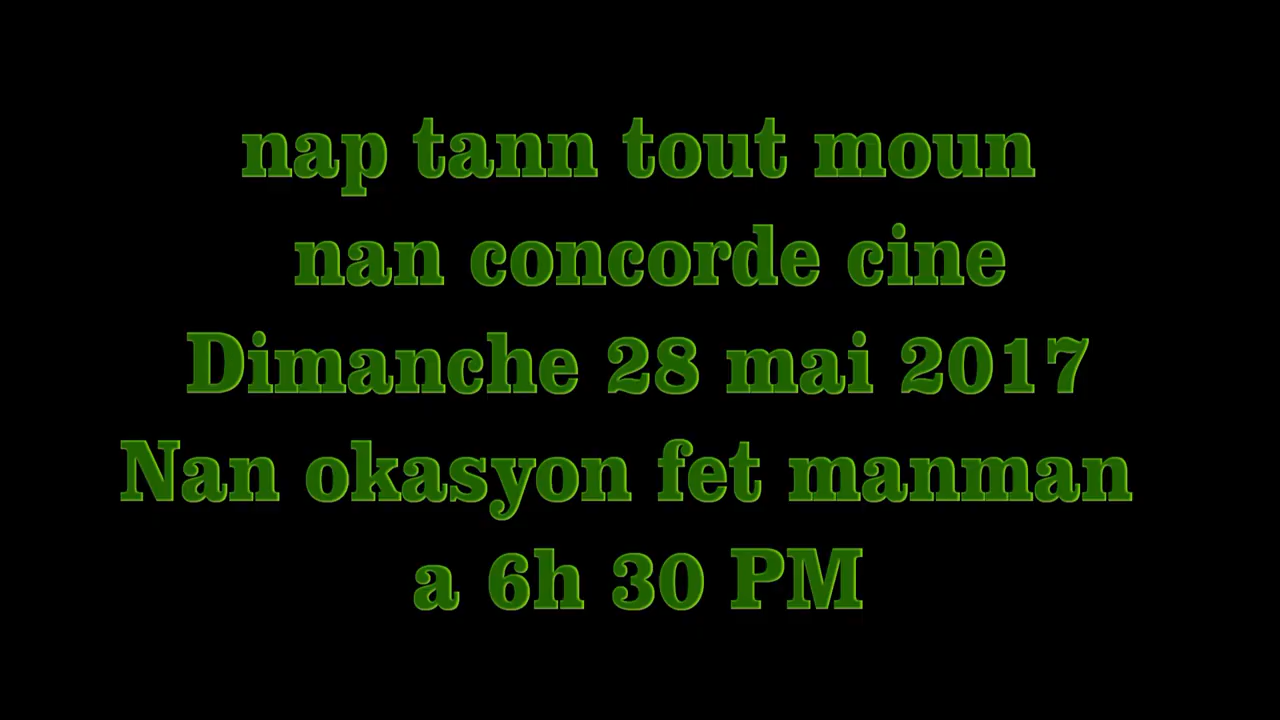 nap tann tout moun
nan concorde cine
Dimanche 28 mai 2017
Nan okasyon fet manman
a 6h 30 PM